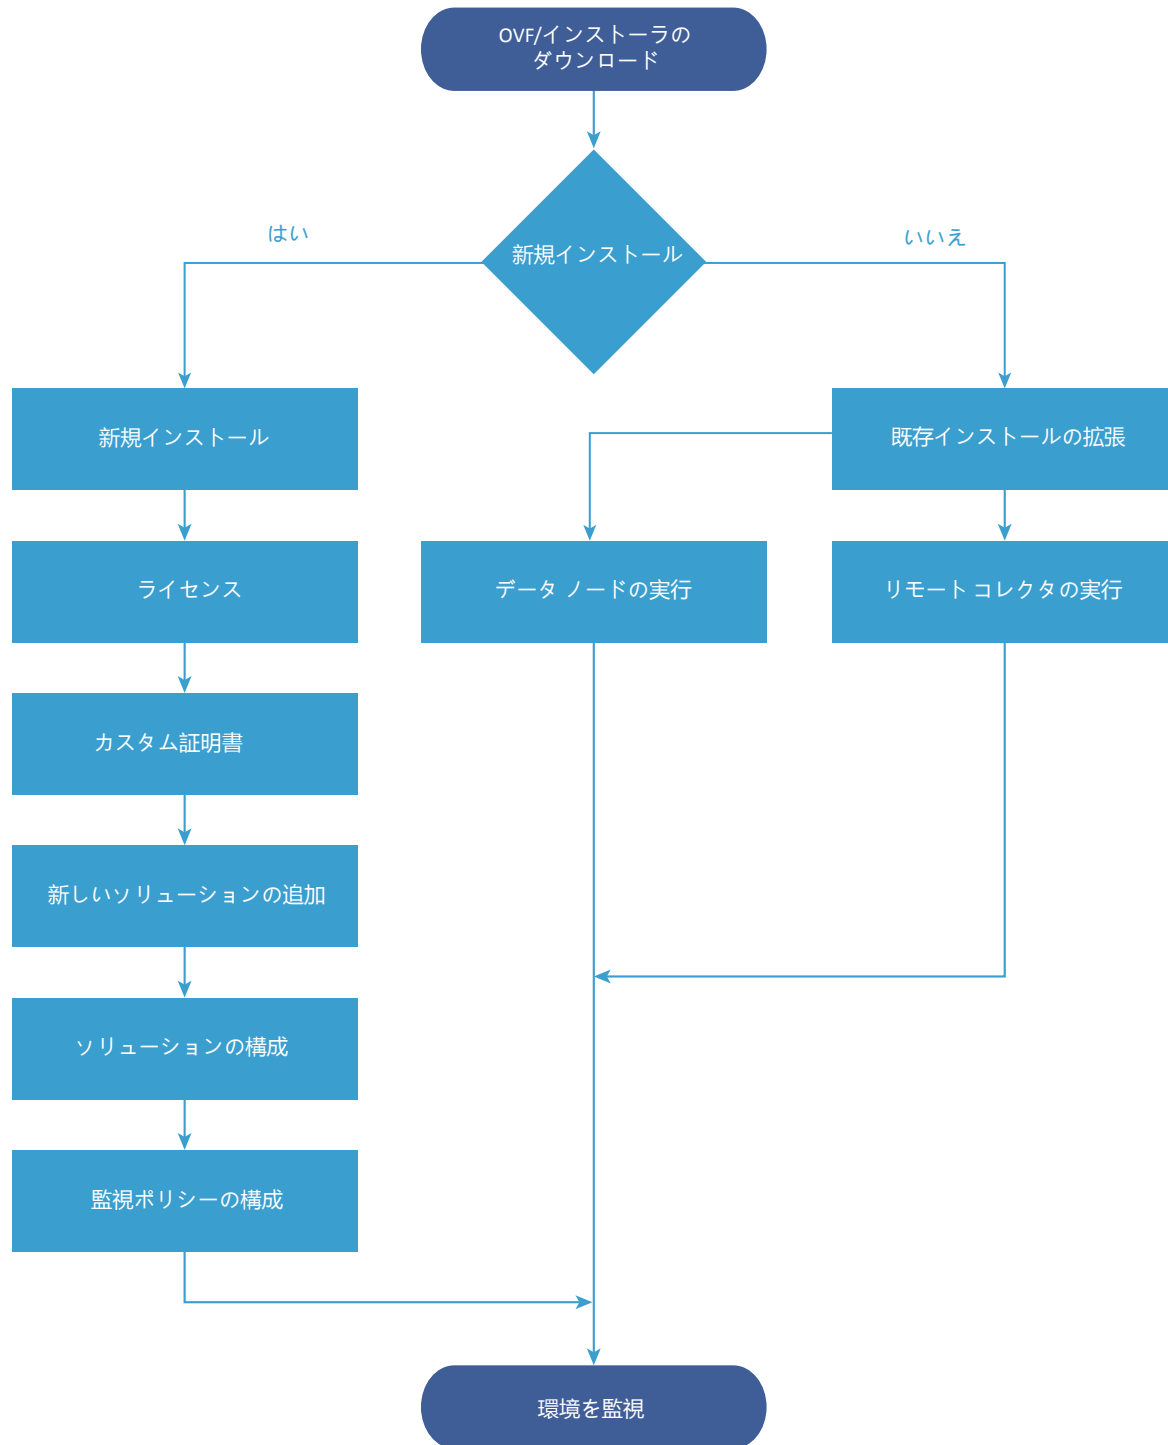 OVF/インストーラの
ダウンロード
新規インストール
はい
いいえ
新規インストール
既存インストールの拡張
ライセンス
データ ノードの実行
リモート コレクタの実行
カスタム証明書
新しいソリューションの追加
ソリューションの構成
監視ポリシーの構成
環境を監視